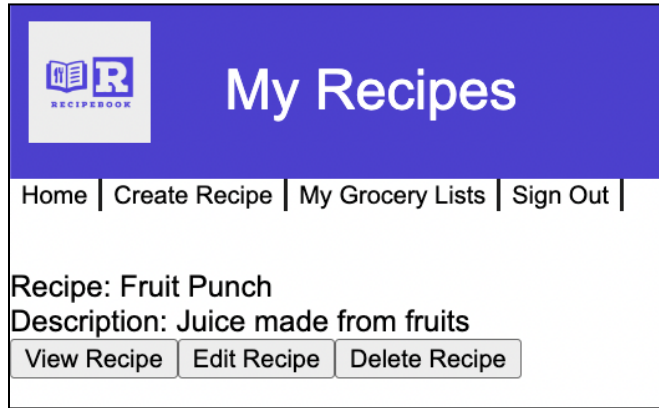 R
RECIPEBOOK
My Recipes
Home | Create Recipe | My Grocery Lists | Sign Out |
Recipe: Fruit Punch
Description: Juice made from fruits
View Recipe Edit Recipe Delete Recipe